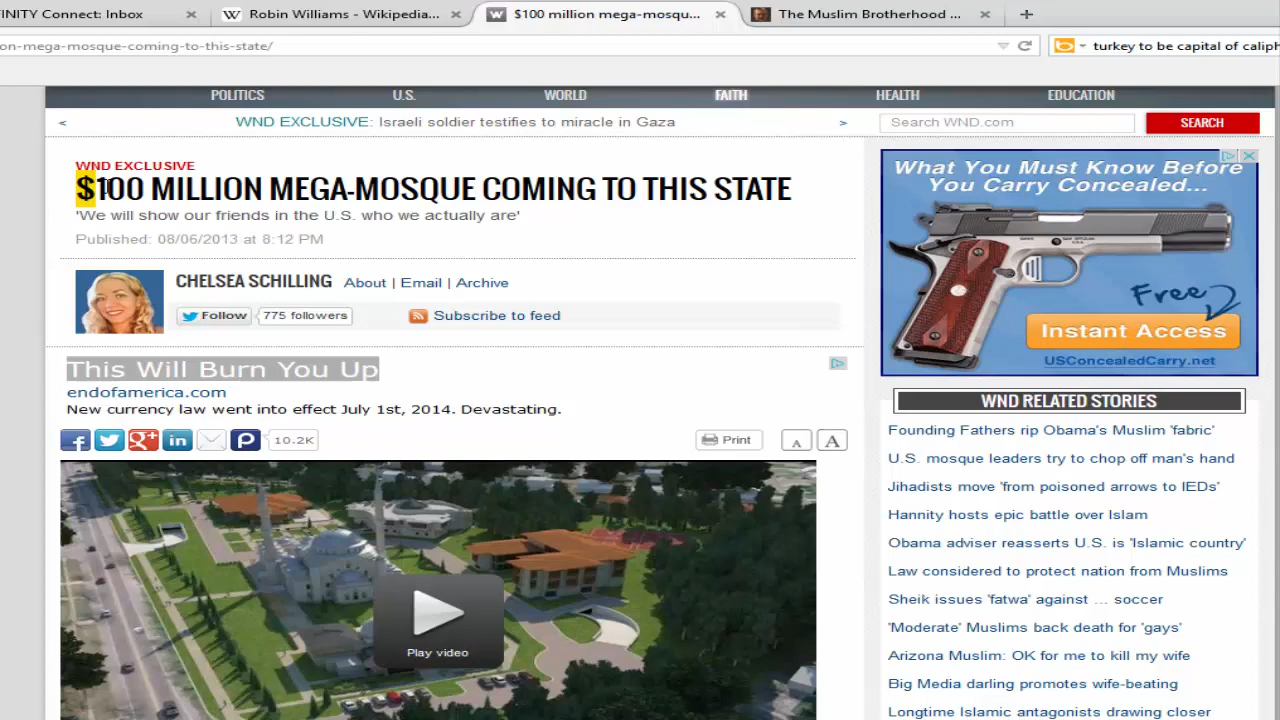 INITY Connect: Inbox
Robin Williams - Wikipedia...
$100 million mega-mosqu...
The Muslim Brotherhood ...
on-mega-mosque-coming-to-this-state/
turkey to be capital of caliph
POLITICS U.S. WORLD FAITH HEALTH EDUCATION
< WND EXCLUSIVE: Israeli soldier testifies to miracle in Gaza >
Search WND.com SEARCH
WND EXCLUSIVE
$100 MILLION MEGA-MOSQUE COMING TO THIS STATE
'We will show our friends in the U.S. who we actually are'
Published: 08/06/2013 at 8:12 PM
CHELSEA SCHILLING About | Email | Archive
Follow 775 followers Subscribe to feed
This Will Burn You Up
endofamerica.com
New currency law went into effect July 1st, 2014. Devastating.
10.2K Print A A
Play video
What You Must Know Before
You Carry Concealed...
Free
Instant Access
USConcealedCarry.net
WND RELATED STORIES
Founding Fathers rip Obama's Muslim 'fabric'
U.S. mosque leaders try to chop off man's hand
Jihadists move 'from poisoned arrows to IEDs'
Hannity hosts epic battle over Islam
Obama adviser reasserts U.S. is 'Islamic country'
Law considered to protect nation from Muslims
Sheik issues 'fatwa' against ... soccer
'Moderate' Muslims back death for 'gays'
Arizona Muslim: OK for me to kill my wife
Big Media darling promotes wife-beating
Longtime Islamic antagonists drawing closer